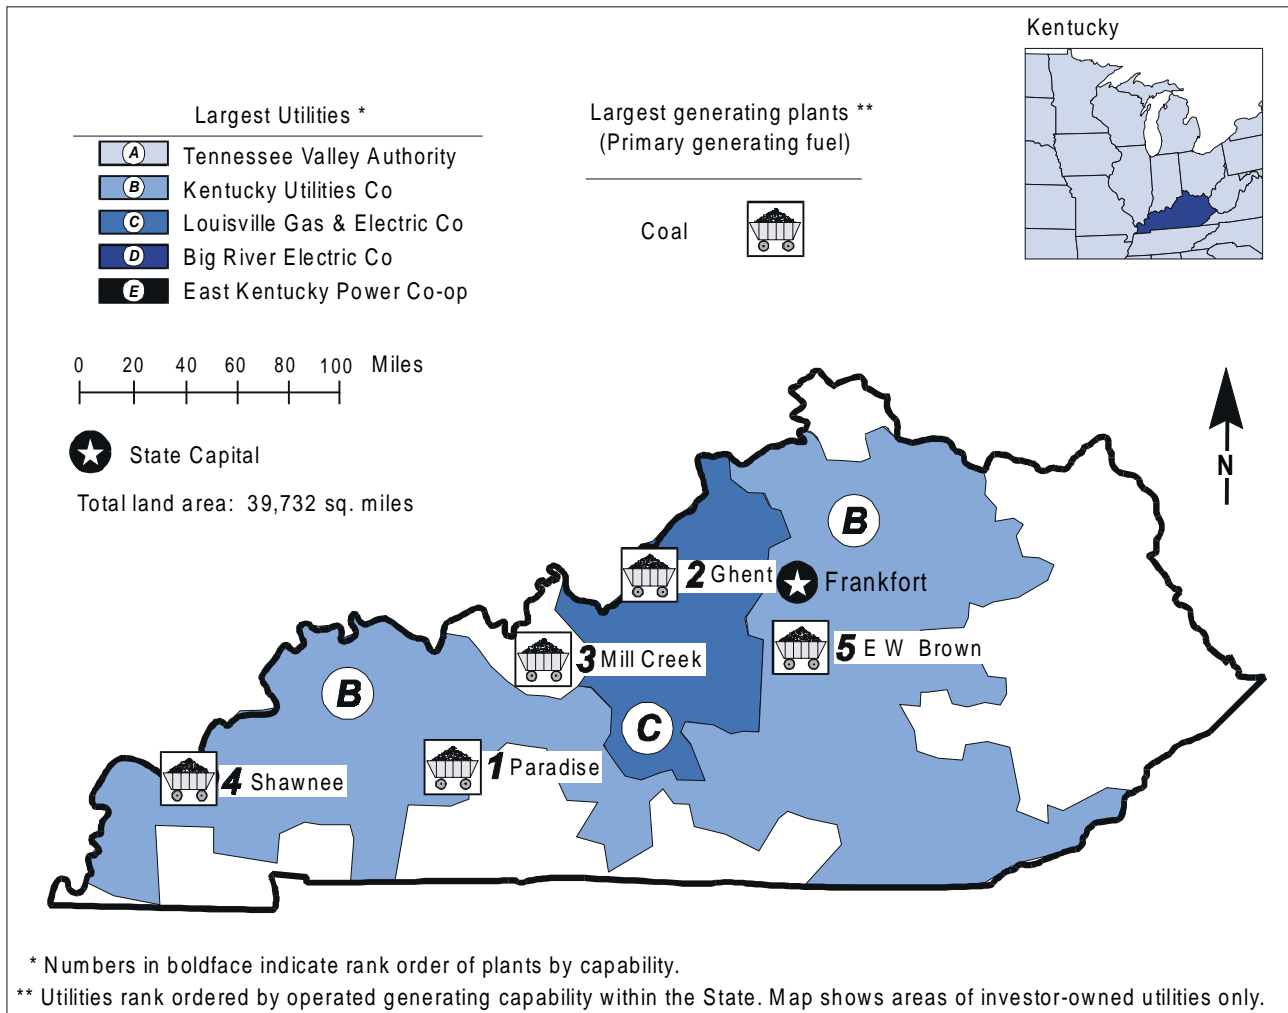 Kentucky
Largest Utilities *
A Tennessee Valley Authority
B Kentucky Utilities Co
C Louisville Gas & Electric Co
D Big River Electric Co
E East Kentucky Power Co-op
Largest generating plants **
(Primary generating fuel)
Coal
0 20 40 60 80 100 Miles
State Capital
Total land area: 39,732 sq. miles
N
B
2 Ghent
Frankfort
3 Mill Creek
5 E W Brown
B
C
4 Shawnee
1 Paradise
* Numbers in boldface indicate rank order of plants by capability.
** Utilities rank ordered by operated generating capability within the State. Map shows areas of investor-owned utilities only.